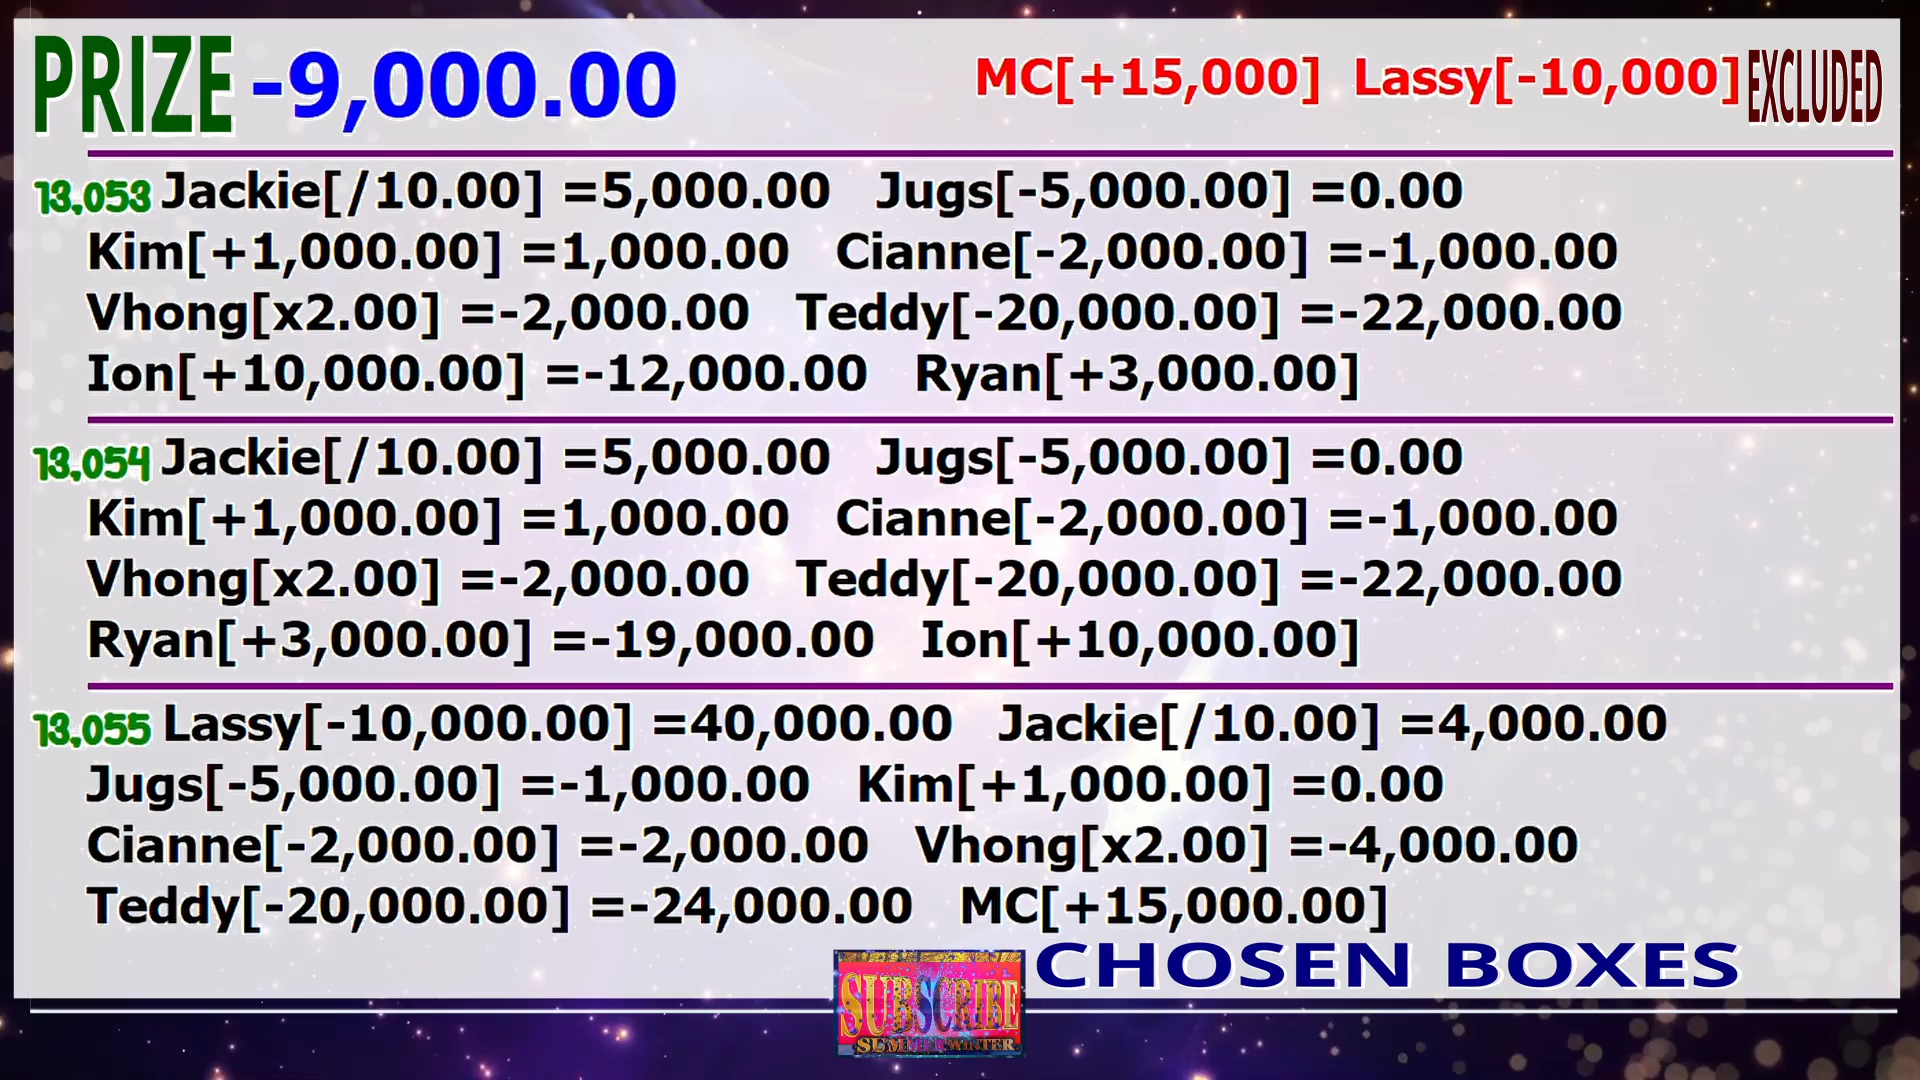 PRIZE -9,000.00 MC[+15,000] Lassy[-10,000] EXCLUDED
13,053 Jackie[/10.00] =5,000.00 Jugs[-5,000.00] =0.00
Kim[+1,000.00] =1,000.00 Cianne[-2,000.00] =-1,000.00
Vhong[x2.00] =-2,000.00 Teddy[-20,000.00] =-22,000.00
Ion[+10,000.00] =-12,000.00 Ryan[+3,000.00]
13,054 Jackie[/10.00] =5,000.00 Jugs[-5,000.00] =0.00
Kim[+1,000.00] =1,000.00 Cianne[-2,000.00] =-1,000.00
Vhong[x2.00] =-2,000.00 Teddy[-20,000.00] =-22,000.00
Ryan[+3,000.00] =-19,000.00 Ion[+10,000.00]
13,055 Lassy[-10,000.00] =40,000.00 Jackie[/10.00] =4,000.00
Jugs[-5,000.00] =-1,000.00 Kim[+1,000.00] =0.00
Cianne[-2,000.00] =-2,000.00 Vhong[x2.00] =-4,000.00
Teddy[-20,000.00] =-24,000.00 MC[+15,000.00]
CHOSEN BOXES
SUBSCRIBE
SUMMER WINTER